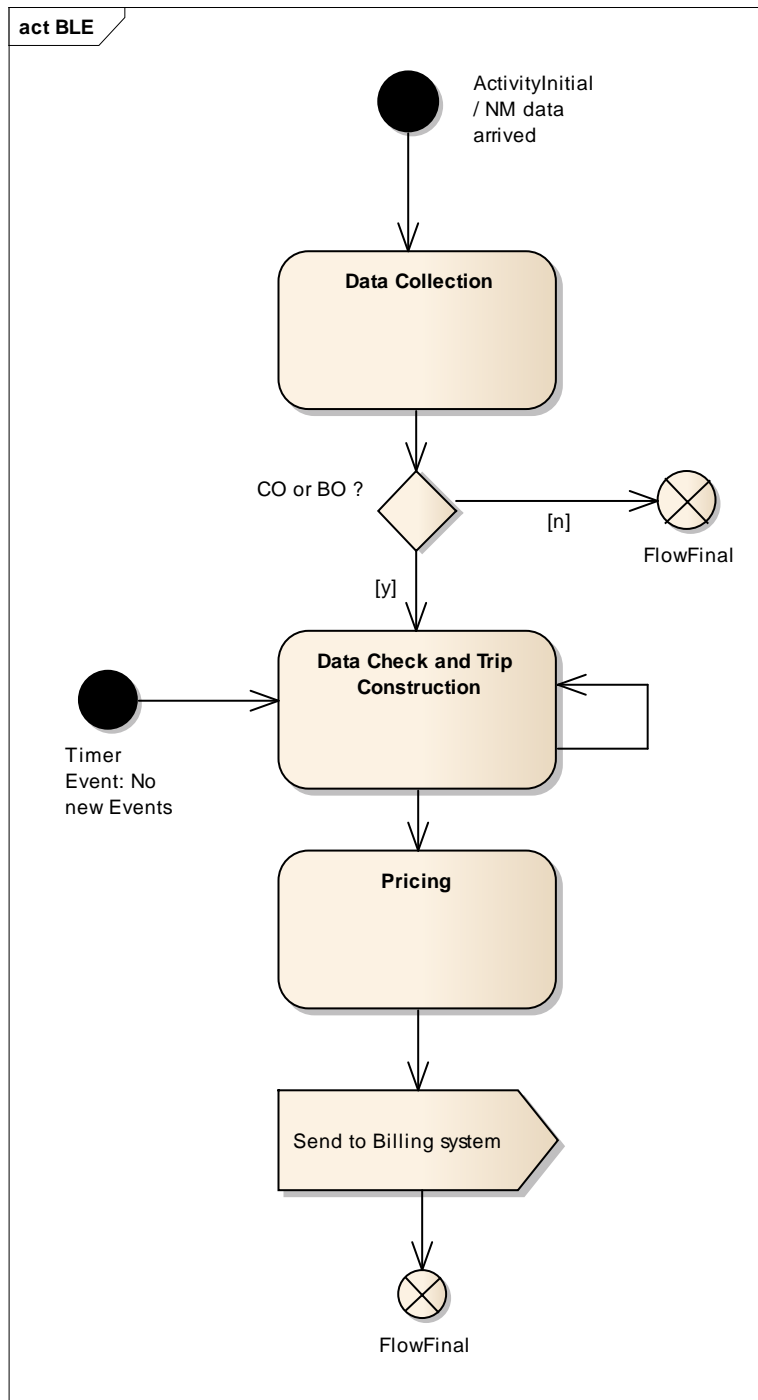 act BLE
ActivityInitial
/ NM data
arrived
Data Collection
CO or BO ?
[n]
FlowFinal
[y]
Data Check and Trip
Construction
Timer
Event: No
new Events
Pricing
Send to Billing system
FlowFinal